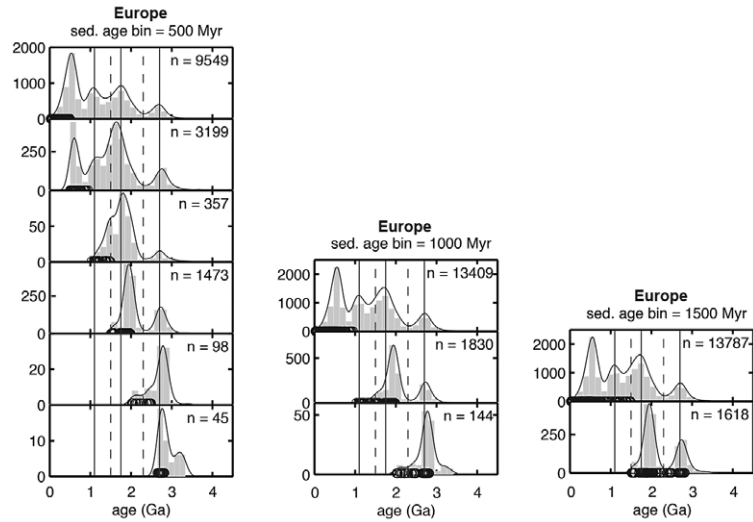 Europe
sed. age bin = 500 Myr
2000
1000
0
n = 9549
250
0
n = 3199
50
0
n = 357
250
0
n = 1473
50
0
n = 98
10
0
n = 45
0 1 2 3 4
age (Ga)
Europe
sed. age bin = 1000 Myr
2000
1000
0
n = 13409
500
0
n = 1830
50
0
n = 144
0 1 2 3 4
age (Ga)
Europe
sed. age bin = 1500 Myr
2000
1000
0
n = 13787
250
0
n = 1618
0 1 2 3 4
age (Ga)